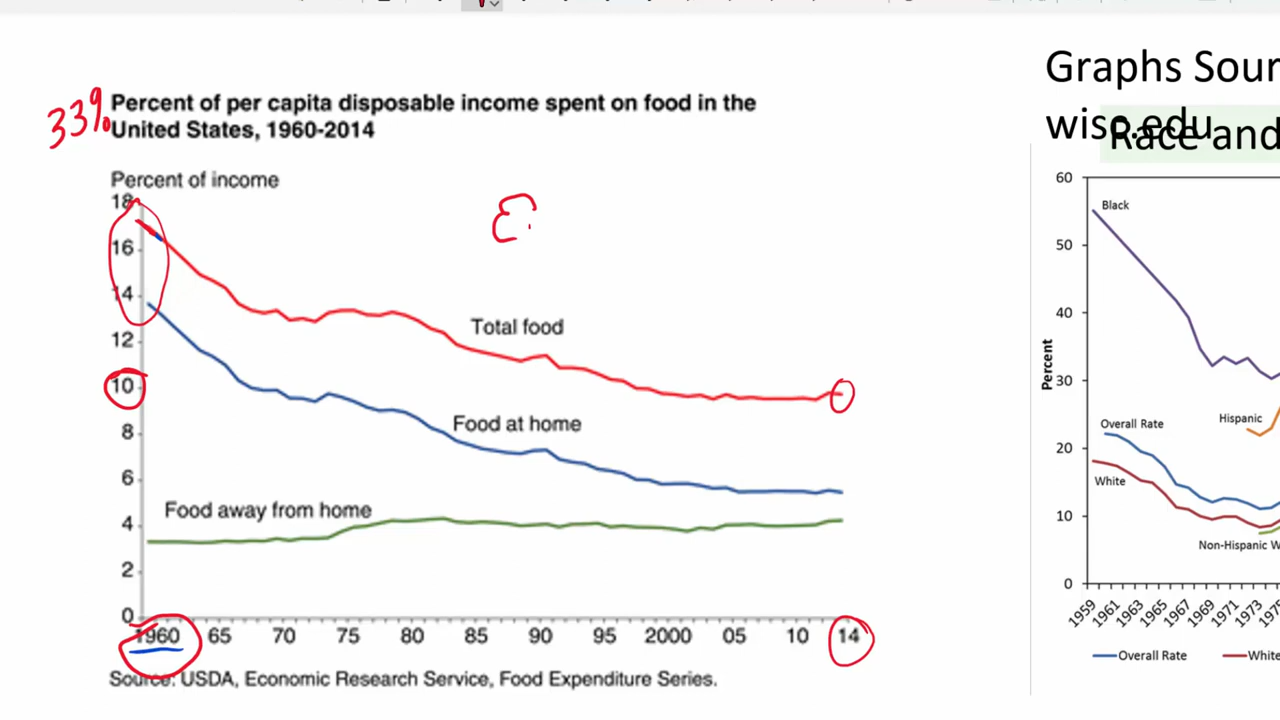 Graphs Sour
33%
Percent of per capita disposable income spent on food in the
United States, 1960-2014
wisc.edu
Race and
Percent of income
18
16
14
12
10
8
6
4
2
0
Total food
Food at home
Food away from home
1960 65 70 75 80 85 90 95 2000 05 10 14
Source: USDA, Economic Research Service, Food Expenditure Series.
Percent
60
50
40
30
20
10
0
Black
Hispanic
Overall Rate
White
Non-Hispanic W
1959 1961 1963 1965 1967 1969 1971 1973 1975
Overall Rate White